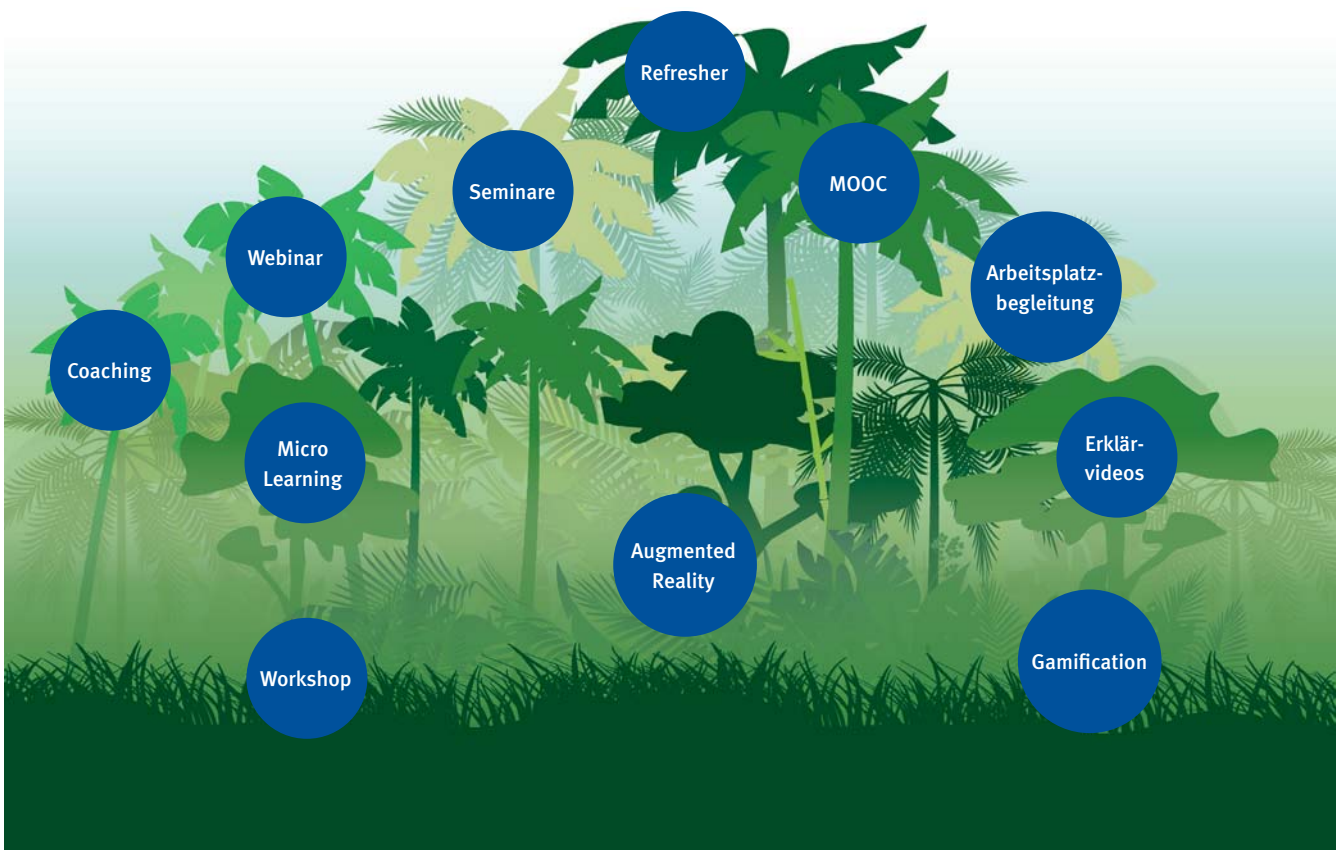 Refresher
MOOC
Seminare
Webinar
Arbeitsplatz-
begleitung
Coaching
Micro
Learning
Erklär-
videos
Augmented
Reality
Workshop
Gamification